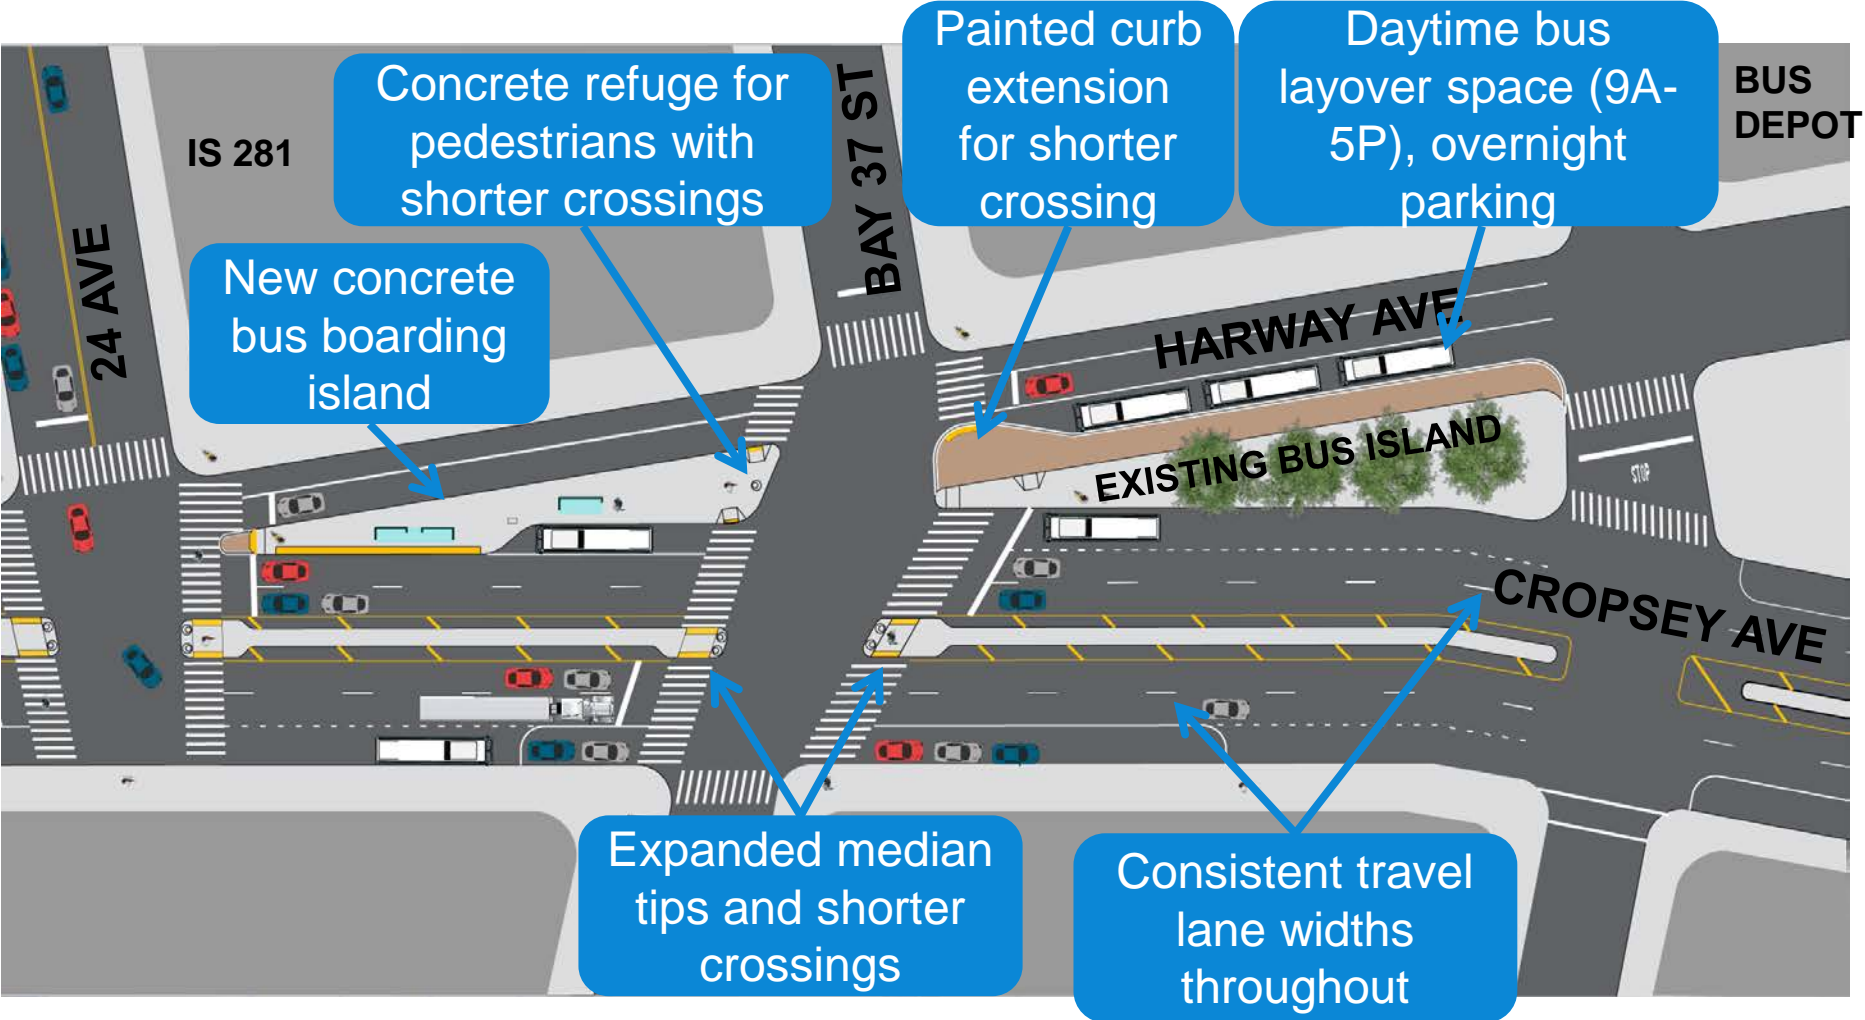 Painted curb
extension
for shorter
crossing
Daytime bus
layover space (9A-
5P), overnight
parking
BUS
DEPOT
Concrete refuge for
pedestrians with
shorter crossings
IS 281
BAY 37 ST
24 AVE
New concrete
bus boarding
island
HARWAY AVE
EXISTING BUS ISLAND
STOP
CROPSEY AVE
Expanded median
tips and shorter
crossings
Consistent travel
lane widths
throughout